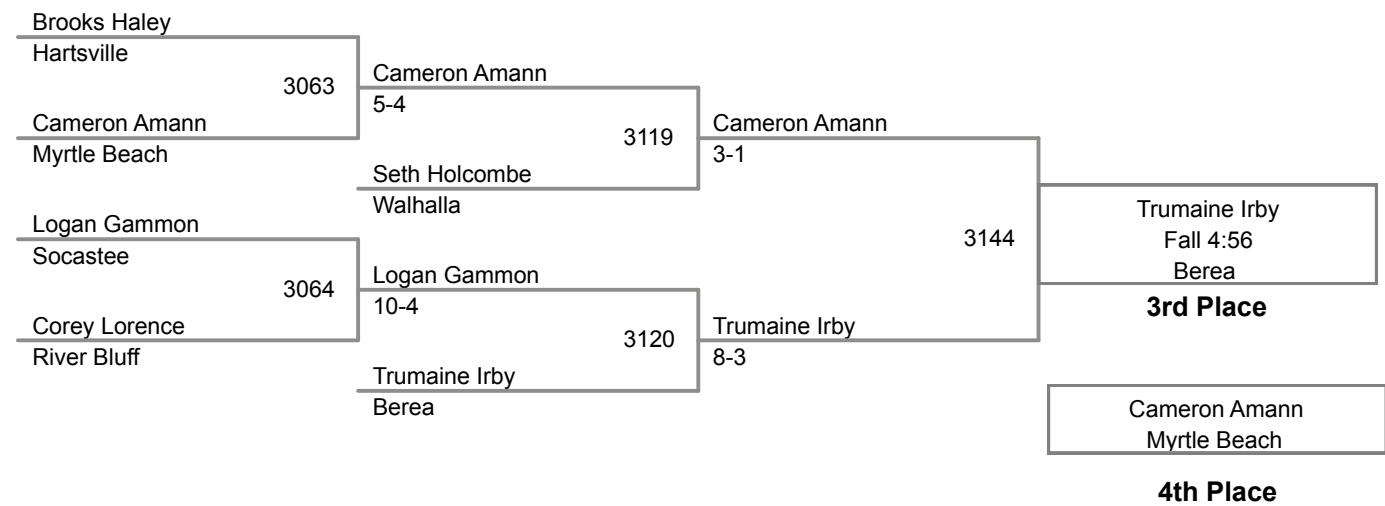 Brooks Haley
Hartsville
3063
Cameron Amann
Myrtle Beach
Cameron Amann
5-4
3119
Seth Holcombe
Walhalla
Cameron Amann
3-1
Logan Gammon
Socastee
3064
Corey Lorence
River Bluff
Logan Gammon
10-4
3120
Trumaine Irby
Berea
Trumaine Irby
8-3
3144
Trumaine Irby
Fall 4:56
Berea
3rd Place
Cameron Amann
Myrtle Beach
4th Place